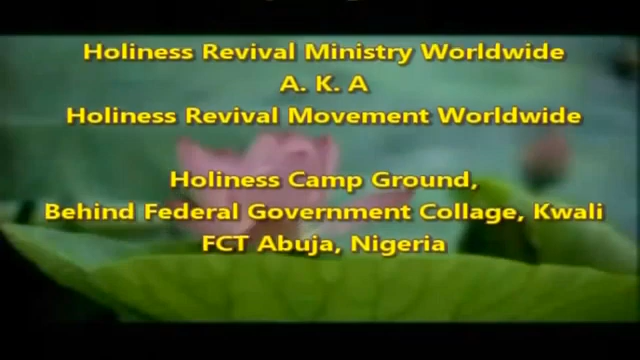 Holiness Revival Ministry Worldwide
A. K. A
Holiness Revival Movement Worldwide
Holiness Camp Ground,
Behind Federal Government Collage, Kwali
FCT Abuja, Nigeria